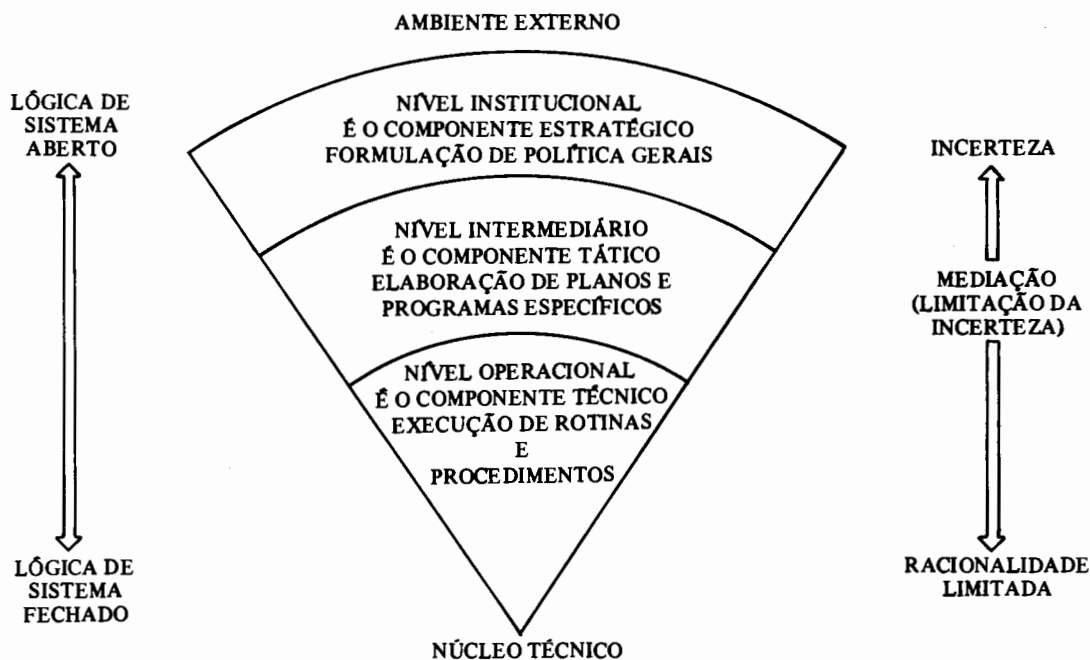 AMBIENTE EXTERNO
LÓGICA DE
SISTEMA
ABERTO
NÍVEL INSTITUCIONAL
É O COMPONENTE ESTRATÉGICO
FORMULAÇÃO DE POLÍTICA GERAIS
INCERTEZA
NÍVEL INTERMEDIÁRIO
É O COMPONENTE TÁTICO
ELABORAÇÃO DE PLANOS E
PROGRAMAS ESPECÍFICOS
MEDIAÇÃO
(LIMITAÇÃO DA
INCERTEZA)
NÍVEL OPERACIONAL
É O COMPONENTE TÉCNICO
EXECUÇÃO DE ROTINAS
E
PROCEDIMENTOS
LÓGICA DE
SISTEMA
FECHADO
RACIONALIDADE
LIMITADA
NÚCLEO TÉCNICO